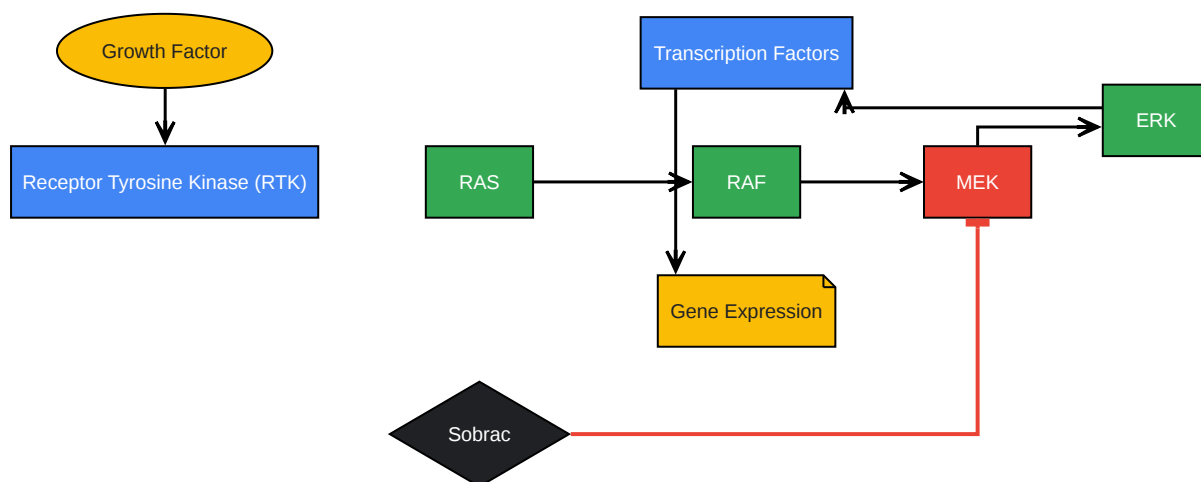 Growth Factor
Transcription Factors
ERK
Receptor Tyrosine Kinase (RTK)
RAS
RAF
MEK
Gene Expression
Sobrac